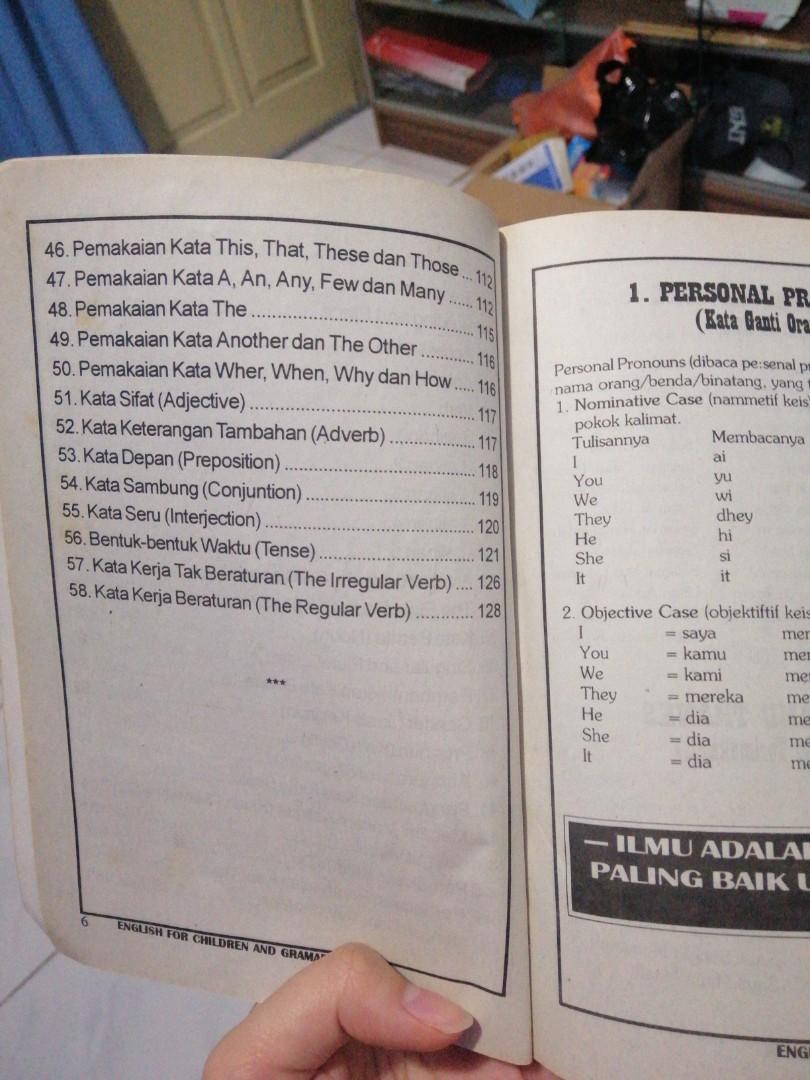 46. Pemakaian Kata This, That, These dan Those ... 112
47. Pemakaian Kata A, An, Any, Few dan Many ...... 112
48. Pemakaian Kata The .......................................... 115
49. Pemakaian Kata Another dan The Other .......... 116
50. Pemakaian Kata Wher, When, Why dan How ..... 116
51. Kata Sifat (Adjective) .......................................... 117
52. Kata Keterangan Tambahan (Adverb) ............... 117
53. Kata Depan (Preposition) .................................. 118
54. Kata Sambung (Conjuntion) .............................. 119
55. Kata Seru (Interjection) ..................................... 120
56. Bentuk-bentuk Waktu (Tense) ............................ 121
57. Kata Kerja Tak Beraturan (The Irregular Verb) .... 126
58. Kata Kerja Beraturan (The Regular Verb) ............ 128
***
6
ENGLISH FOR CHILDREN AND
1. PERSONAL
(Kata Ganti
Personal Pronouns (dibaca pe:senal
nama orang/benda/binatang, yang
1. Nominative Case (nammetif keis)
pokok kalimat.
Tulisannya Membacanya
I ai
You yu
We wi
They dhey
He hi
She si
It it
2. Objective Case (objektiftif keis
I = saya
You = kamu
We = kami
They = mereka
He = dia
She = dia
It = dia
— ILMU
PALING BAIK